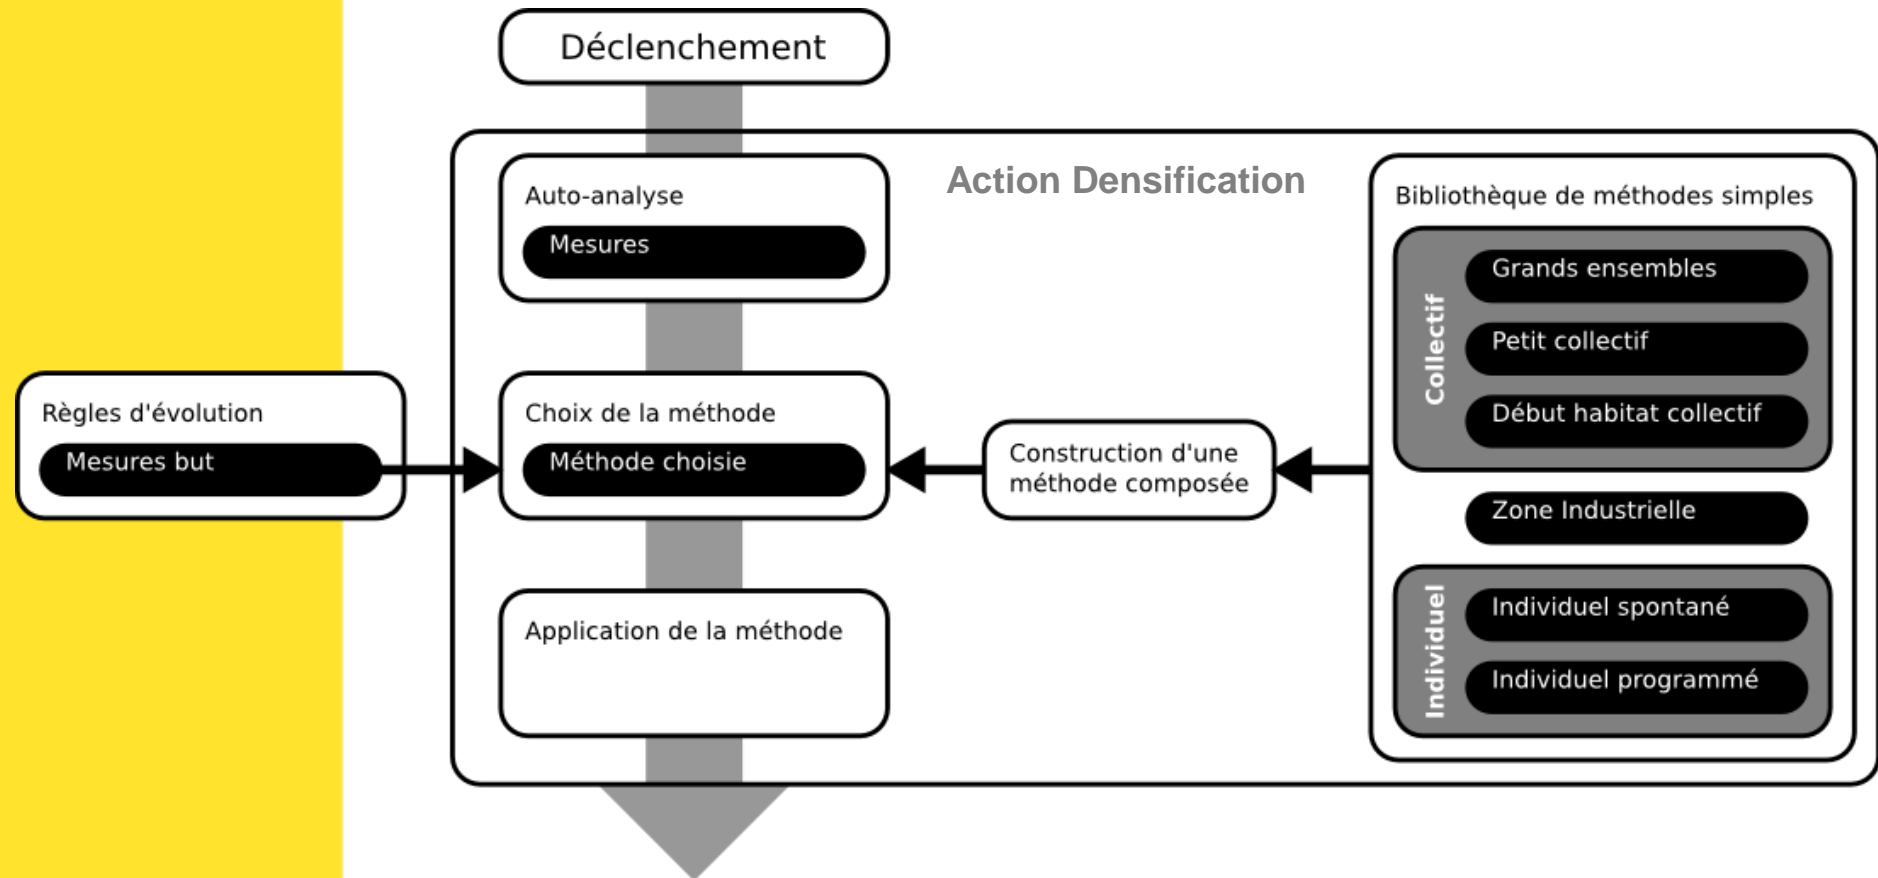 Déclenchement
Action Densification
Auto-analyse
Mesures
Règles d'évolution
Mesures but
Choix de la méthode
Méthode choisie
Construction d'une
méthode composée
Application de la méthode
Bibliothèque de méthodes simples
Collectif
Grands ensembles
Petit collectif
Début habitat collectif
Zone Industrielle
Individuel
Individuel spontané
Individuel programmé